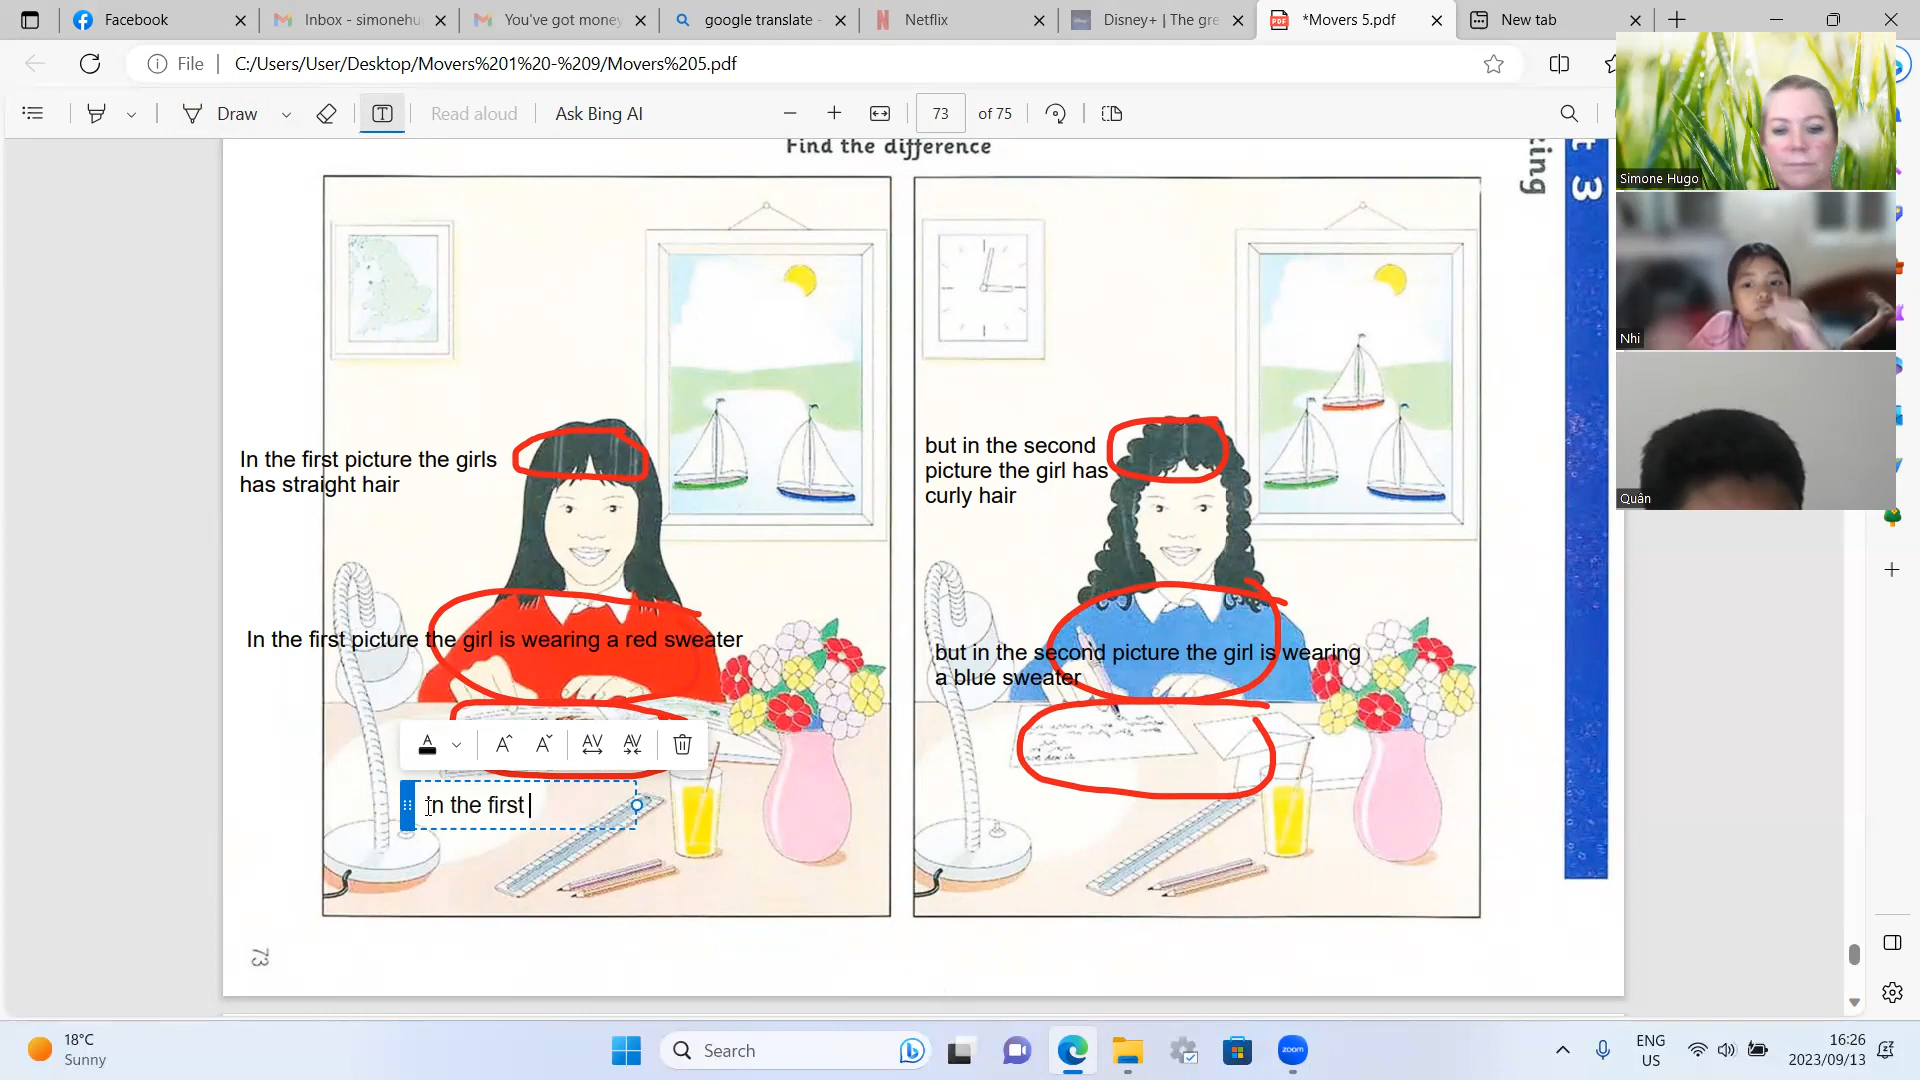 Facebook
Inbox - simonehu
You've got money
google translate -
Netflix
Disney+ | The gre
*Movers 5.pdf
New tab
File
C:/Users/User/Desktop/Movers%201%20-%209/Movers%205.pdf
Draw
Read aloud
Ask Bing AI
73
of 75
Find the difference
t 3
king
Simone Hugo
Nhi
Quân
In the first picture the girls
has straight hair
but in the second
picture the girl has
curly hair
In the first picture the girl is wearing a red sweater
but in the second picture the girl is wearing
a blue sweater
In the first
73
18°C
Sunny
Search
zoom
ENG
US
16:26
2023/09/13